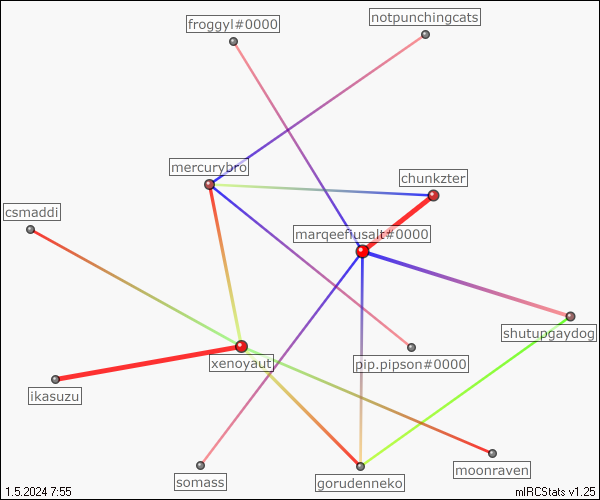 froggyl#0000
notpunchingcats
mercurybro
chunkzter
csmaddi
marqeefiusalt#0000
shutupgaydog
xenoyaut
pip.pipson#0000
ikasuzu
somass
gorudenneko
moonraven
1.5.2024 7:55
mIRCStats v1.25